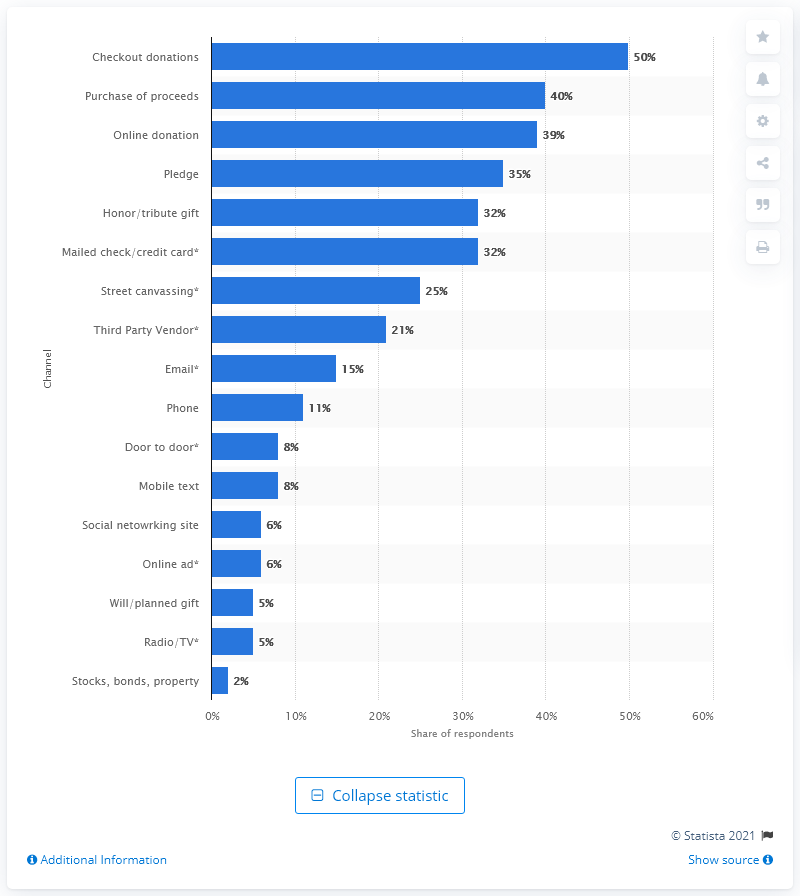 Checkout donations 50%
Purchase of proceeds 40%
Online donation 39%
Pledge 35%
Honor/tribute gift 32%
Mailed check/credit card* 32%
Street canvassing* 25%
Third Party Vendor* 21%
Channel
Email* 15%
Phone 11%
Door to door* 8%
Mobile text 8%
Social netowrking site 6%
Online ad* 6%
Will/planned gift 5%
Radio/TV* 5%
Stocks, bonds, property 2%
0% 10% 20% 30% 40% 50% 60%
Share of respondents
Collapse statistic
© Statista 2021
Additional Information Show source